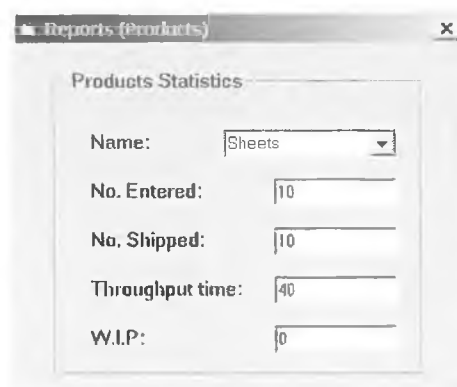 Reports (Products)
Products Statistics
Name: Sheets
No. Entered: 10
No. Shipped: 10
Throughput time: 40
W.I.P: 0